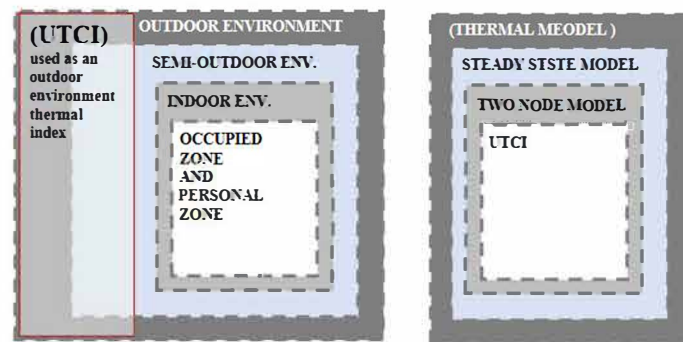 (UTCI)
used as an
outdoor
environment
thermal
index
OUTDOOR ENVIRONMENT
SEMI-OUTDOOR ENV.
INDOOR ENV.
OCCUPIED
ZONE
AND
PERSONAL
ZONE
(THERMAL MEODEL )
STEADY STSTE MODEL
TWO NODE MODEL
UTCI